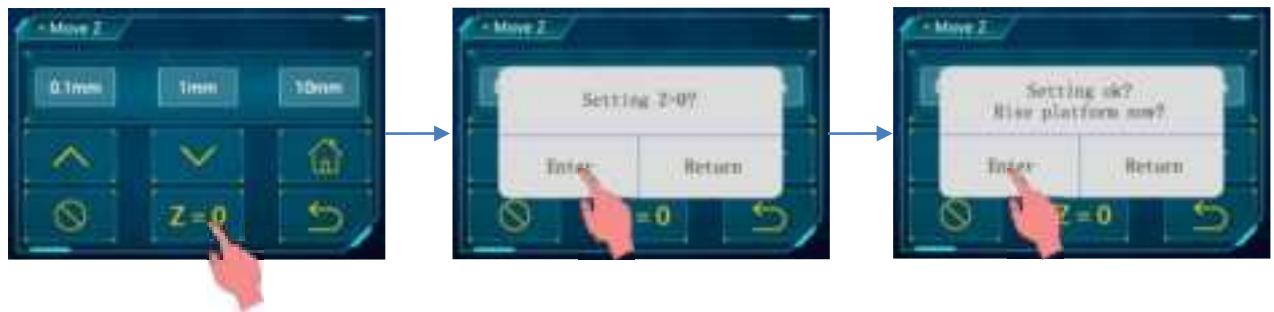 Move Z
0.1mm
1mm
10mm
Z = 0
Move Z
Setting Z=0?
Enter
Return
= 0
Move Z
Setting ok?
Rise platform now?
Enter
Return
Z = 0